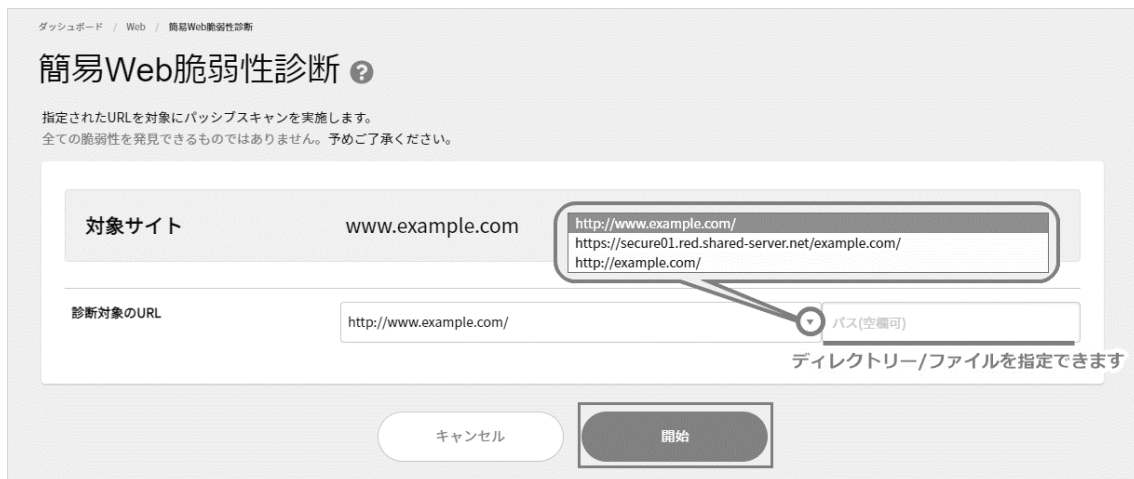 ダッシュボード / Web / 簡易Web脆弱性診断
簡易Web脆弱性診断 ?
指定されたURLを対象にパッシブスキャンを実施します。
全ての脆弱性を発見できるものではありません。予めご了承ください。
対象サイト
www.example.com
http://www.example.com/
https://secure01.red.shared-server.net/example.com/
http://example.com/
診断対象のURL
http://www.example.com/
パス(空欄可)
ディレクトリー/ファイルを指定できます
キャンセル
開始